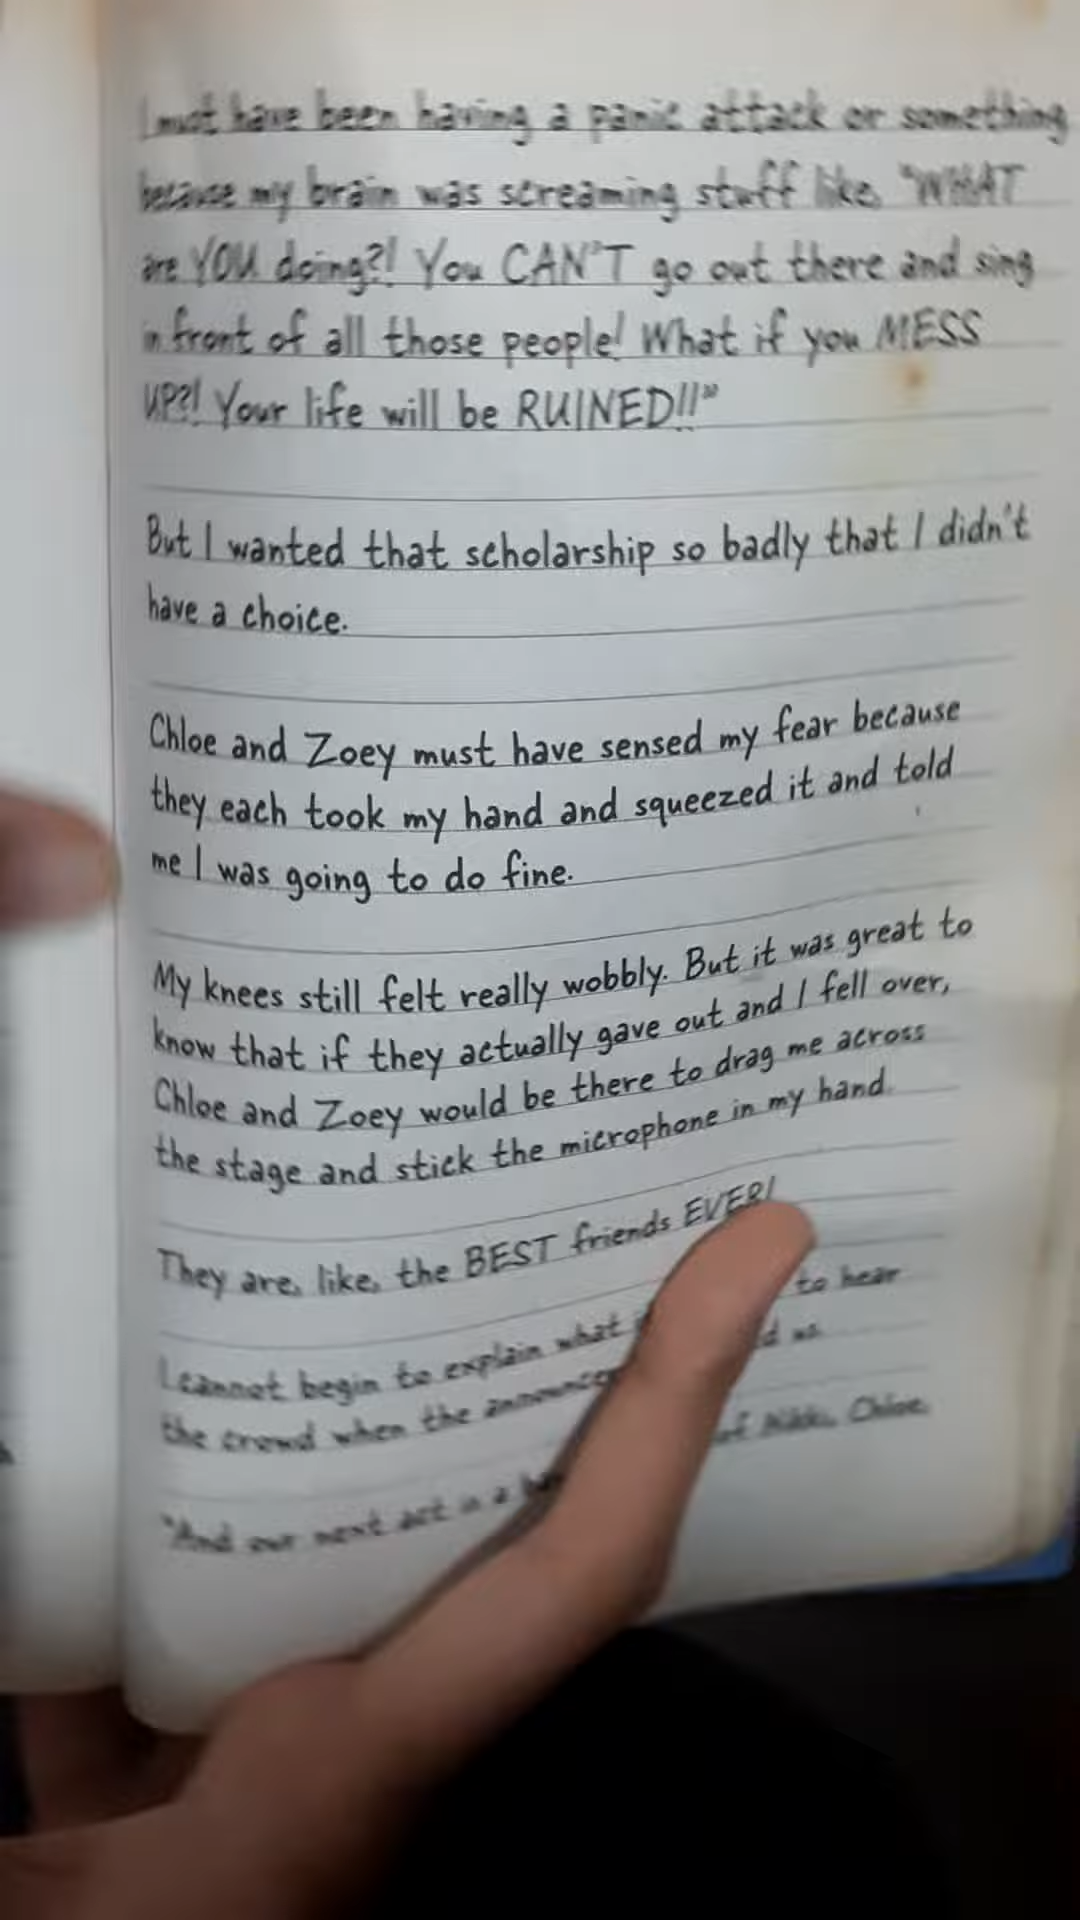 I must have been having a panic attack or something
because my brain was screaming stuff like, "WHAT
are YOU doing?! You CAN'T go out there and sing
in front of all those people! What if you MESS
UP?! Your life will be RUINED!!"
But I wanted that scholarship so badly that I didn't
have a choice.
Chloe and Zoey must have sensed my fear because
they each took my hand and squeezed it and told
me I was going to do fine.
My knees still felt really wobbly. But it was great to
know that if they actually gave out and I fell over,
Chloe and Zoey would be there to drag me across
the stage and stick the microphone in my hand.
They are, like, the BEST friends EVER!
I cannot begin to explain what to hear
the crowd when the us
"And our next act is a of Nikki, Chloe,